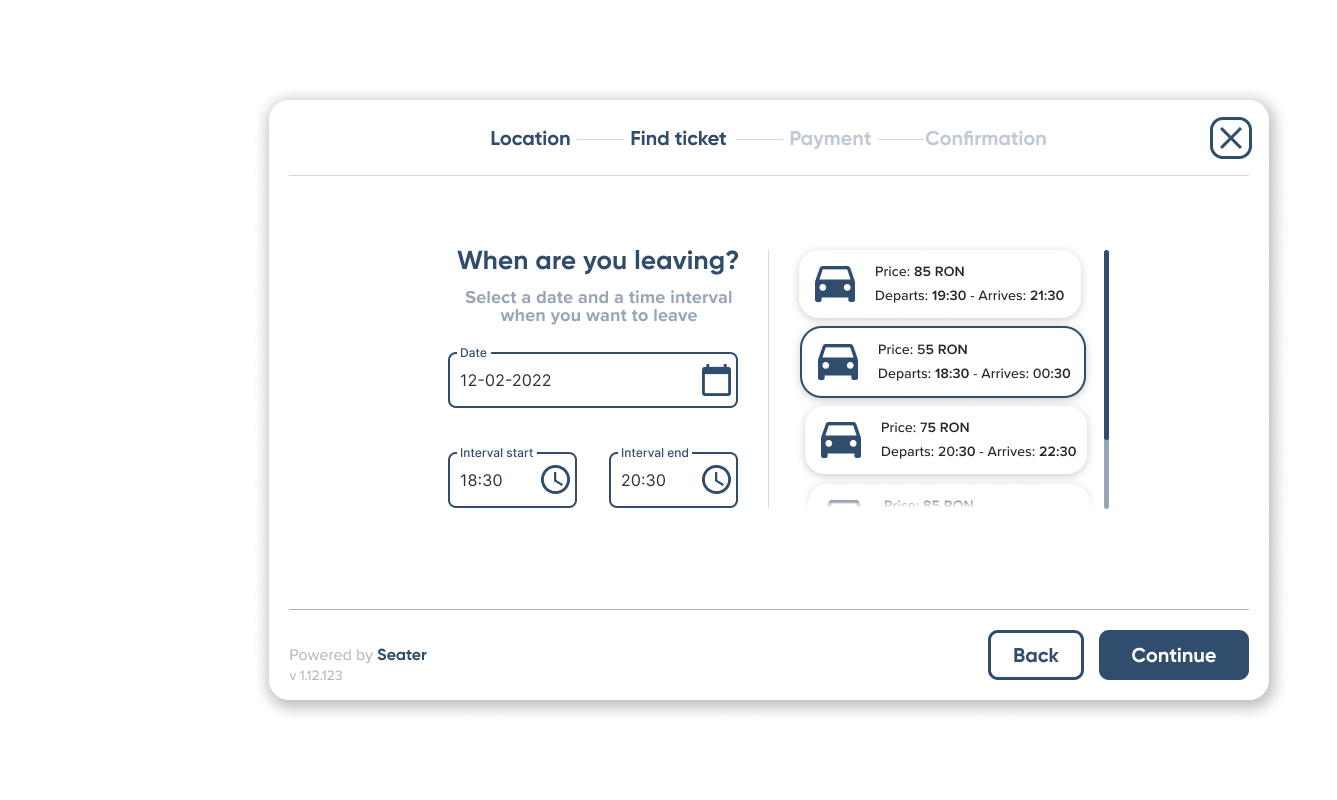 Location Find ticket Payment Confirmation
When are you leaving?
Select a date and a time interval
when you want to leave
Date
12-02-2022
Interval start
18:30
Interval end
20:30
Price: 85 RON
Departs: 19:30 - Arrives: 21:30
Price: 55 RON
Departs: 18:30 - Arrives: 00:30
Price: 75 RON
Departs: 20:30 - Arrives: 22:30
Price: 85 RON
Powered by Seater
v 1.12.123
Back
Continue